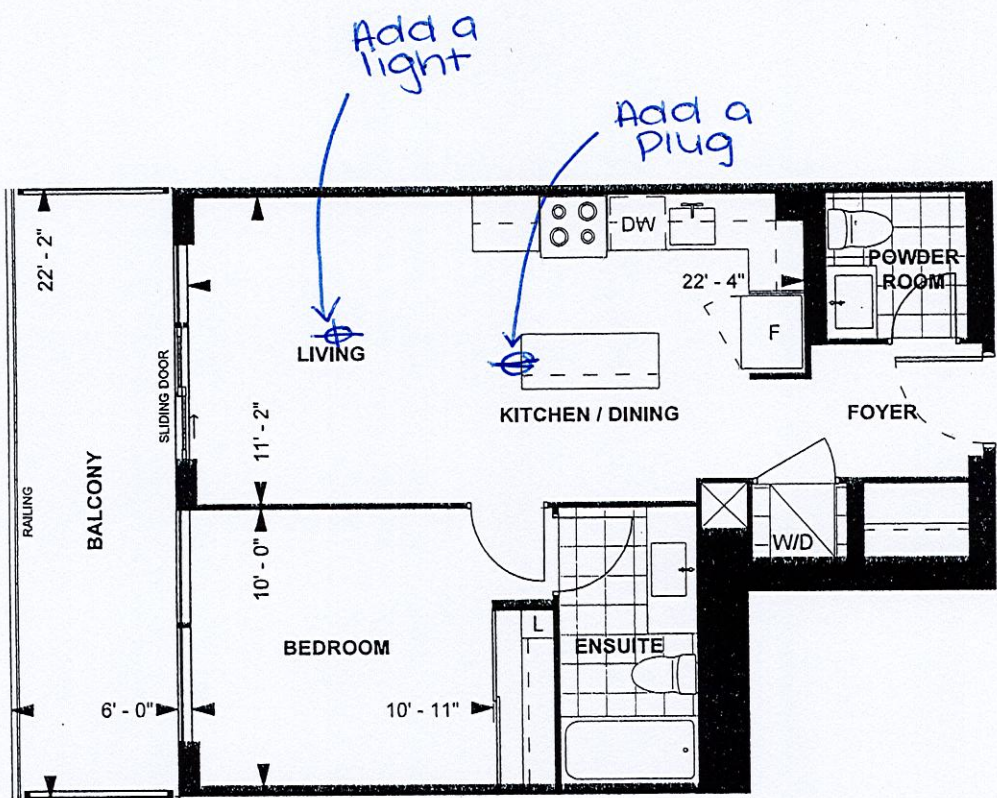 Add a
light
Add a
Plug
22' - 2"
DW
POWDER
ROOM
22' - 4"
F
LIVING
SLIDING DOOR
KITCHEN / DINING
FOYER
11' - 2"
RAILING
BALCONY
10' - 0"
W/D
L
BEDROOM
ENSUITE
6' - 0"
10' - 11"